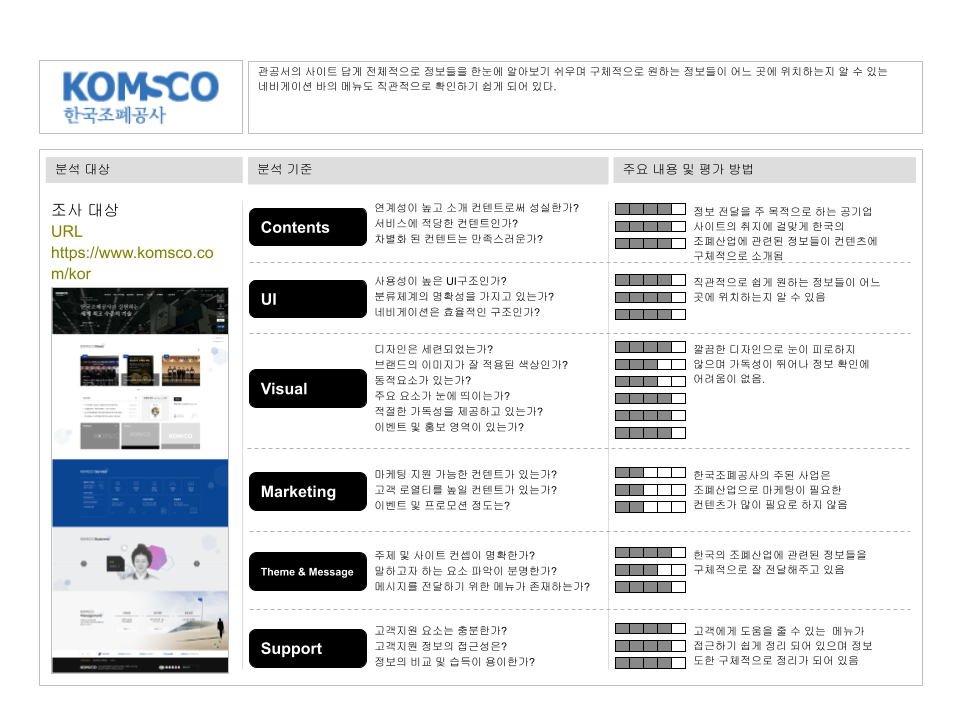 KOMSCO
한국조폐공사
관공서의 사이트 답게 전체적으로 정보들을 한눈에 알아보기 쉬우며 구체적으로 원하는 정보들이 어느 곳에 위치하는지 알 수 있는
네비게이션 바의 메뉴도 직관적으로 확인하기 쉽게 되어 있다.
분석 대상
분석 기준
주요 내용 및 평가 방법
조사 대상
URL
https://www.komsco.co
m/kor
한국조폐공사가 실현하는
세계 최고 수준의 기술
Contents
연계성이 높고 소개 컨텐트로써 성실한가?
서비스에 적당한 컨텐트인가?
차별화 된 컨텐트는 만족스러운가?
정보 전달을 주 목적으로 하는 공기업
사이트의 취지에 걸맞게 한국의
조폐산업에 관련된 정보들이 컨텐츠에
구체적으로 소개됨
UI
사용성이 높은 UI구조인가?
분류체계의 명확성을 가지고 있는가?
네비게이션은 효율적인 구조인가?
직관적으로 쉽게 원하는 정보들이 어느
곳에 위치하는지 알 수 있음
Visual
디자인은 세련되었는가?
브랜드의 이미지가 잘 적용된 색상인가?
동적요소가 있는가?
주요 요소가 눈에 띄이는가?
적절한 가독성을 제공하고 있는가?
이벤트 및 홍보 영역이 있는가?
깔끔한 디자인으로 눈이 피로하지
않으며 가독성이 뛰어나 정보 확인에
어려움이 없음.
Marketing
마케팅 지원 가능한 컨텐트가 있는가?
고객 로열티를 높일 컨텐트가 있는가?
이벤트 및 프로모션 정도는?
한국조폐공사의 주된 사업은
조폐산업으로 마케팅이 필요한
컨텐츠가 많이 필요로 하지 않음
Theme & Message
주제 및 사이트 컨셉이 명확한가?
말하고자 하는 요소 파악이 분명한가?
메시지를 전달하기 위한 메뉴가 존재하는가?
한국의 조폐산업에 관련된 정보들을
구체적으로 잘 전달해주고 있음
Support
고객지원 요소는 충분한가?
고객지원 정보의 접근성은?
정보의 비교 및 습득이 용이한가?
고객에게 도움을 줄 수 있는 메뉴가
접근하기 쉽게 정리 되어 있으며 정보
도한 구체적으로 정리가 되어 있음